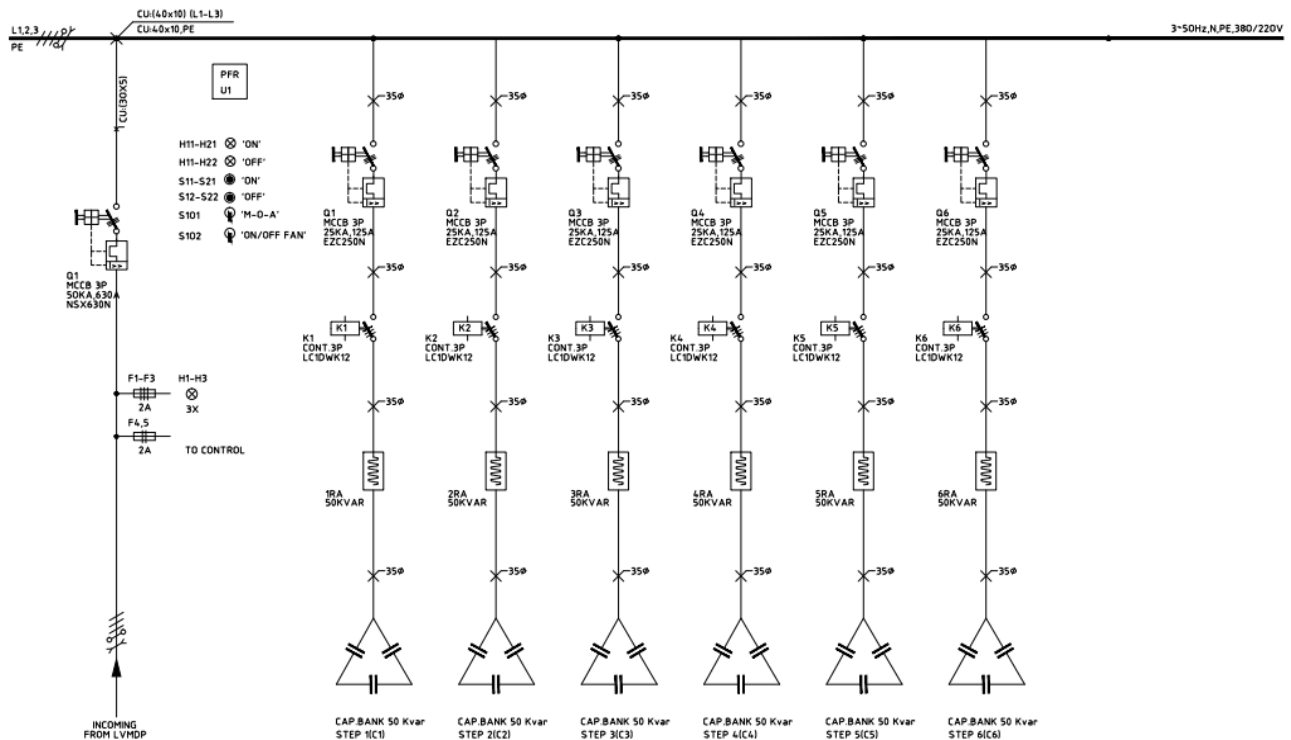 CU:(40x10) (L1-L3)
CU:40x10,PE
L1,2,3
PE
3~50Hz,N,PE,380/220V
CU:(30X5)
PFR
U1
H11-H21 'ON'
H11-H22 'OFF'
S11-S21 'ON'
S12-S22 'OFF'
S101 'M-O-A'
S102 'ON/OFF FAN'
Q1
MCCB 3P
50KA,630A
NSX630N
F1-F3 H1-H3
2A 3X
F4,5
2A TO CONTROL
INCOMING
FROM LVMDP
35ø
Q1
MCCB 3P
25KA,125A
EZC250N
35ø
K1
K1
CONT.3P
LC1DWK12
35ø
1RA
50KVAR
35ø
CAP.BANK 50 Kvar
STEP 1(C1)
35ø
Q2
MCCB 3P
25KA,125A
EZC250N
35ø
K2
K2
CONT.3P
LC1DWK12
35ø
2RA
50KVAR
35ø
CAP.BANK 50 Kvar
STEP 2(C2)
35ø
Q3
MCCB 3P
25KA,125A
EZC250N
35ø
K3
K3
CONT.3P
LC1DWK12
35ø
3RA
50KVAR
35ø
CAP.BANK 50 Kvar
STEP 3(C3)
35ø
Q4
MCCB 3P
25KA,125A
EZC250N
35ø
K4
K4
CONT.3P
LC1DWK12
35ø
4RA
50KVAR
35ø
CAP.BANK 50 Kvar
STEP 4(C4)
35ø
Q5
MCCB 3P
25KA,125A
EZC250N
35ø
K5
K5
CONT.3P
LC1DWK12
35ø
5RA
50KVAR
35ø
CAP.BANK 50 Kvar
STEP 5(C5)
35ø
Q6
MCCB 3P
25KA,125A
EZC250N
35ø
K6
K6
CONT.3P
LC1DWK12
35ø
6RA
50KVAR
35ø
CAP.BANK 50 Kvar
STEP 6(C6)